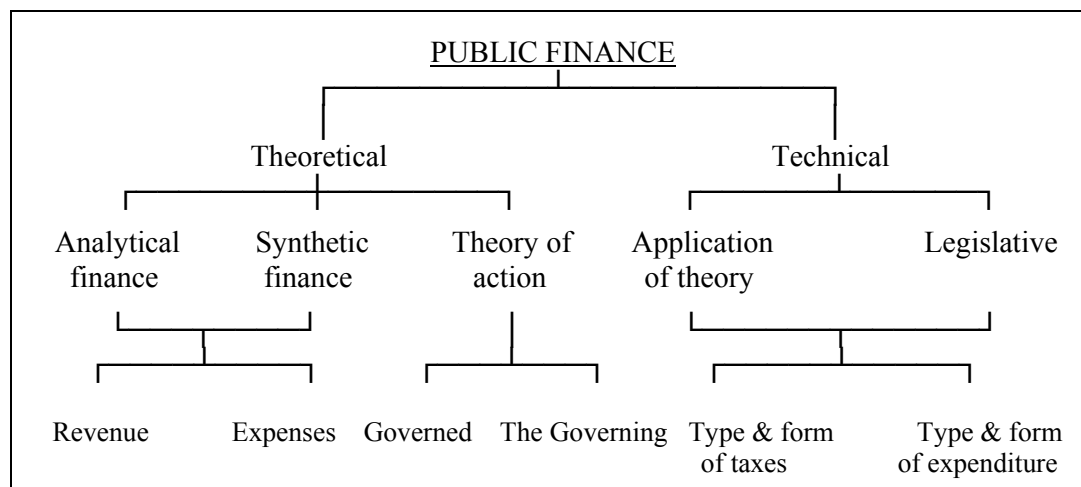 PUBLIC FINANCE
Theoretical
Technical
Analytical
finance
Synthetic
finance
Theory of
action
Application
of theory
Legislative
Revenue
Expenses
Governed
The Governing
Type & form
of taxes
Type & form
of expenditure